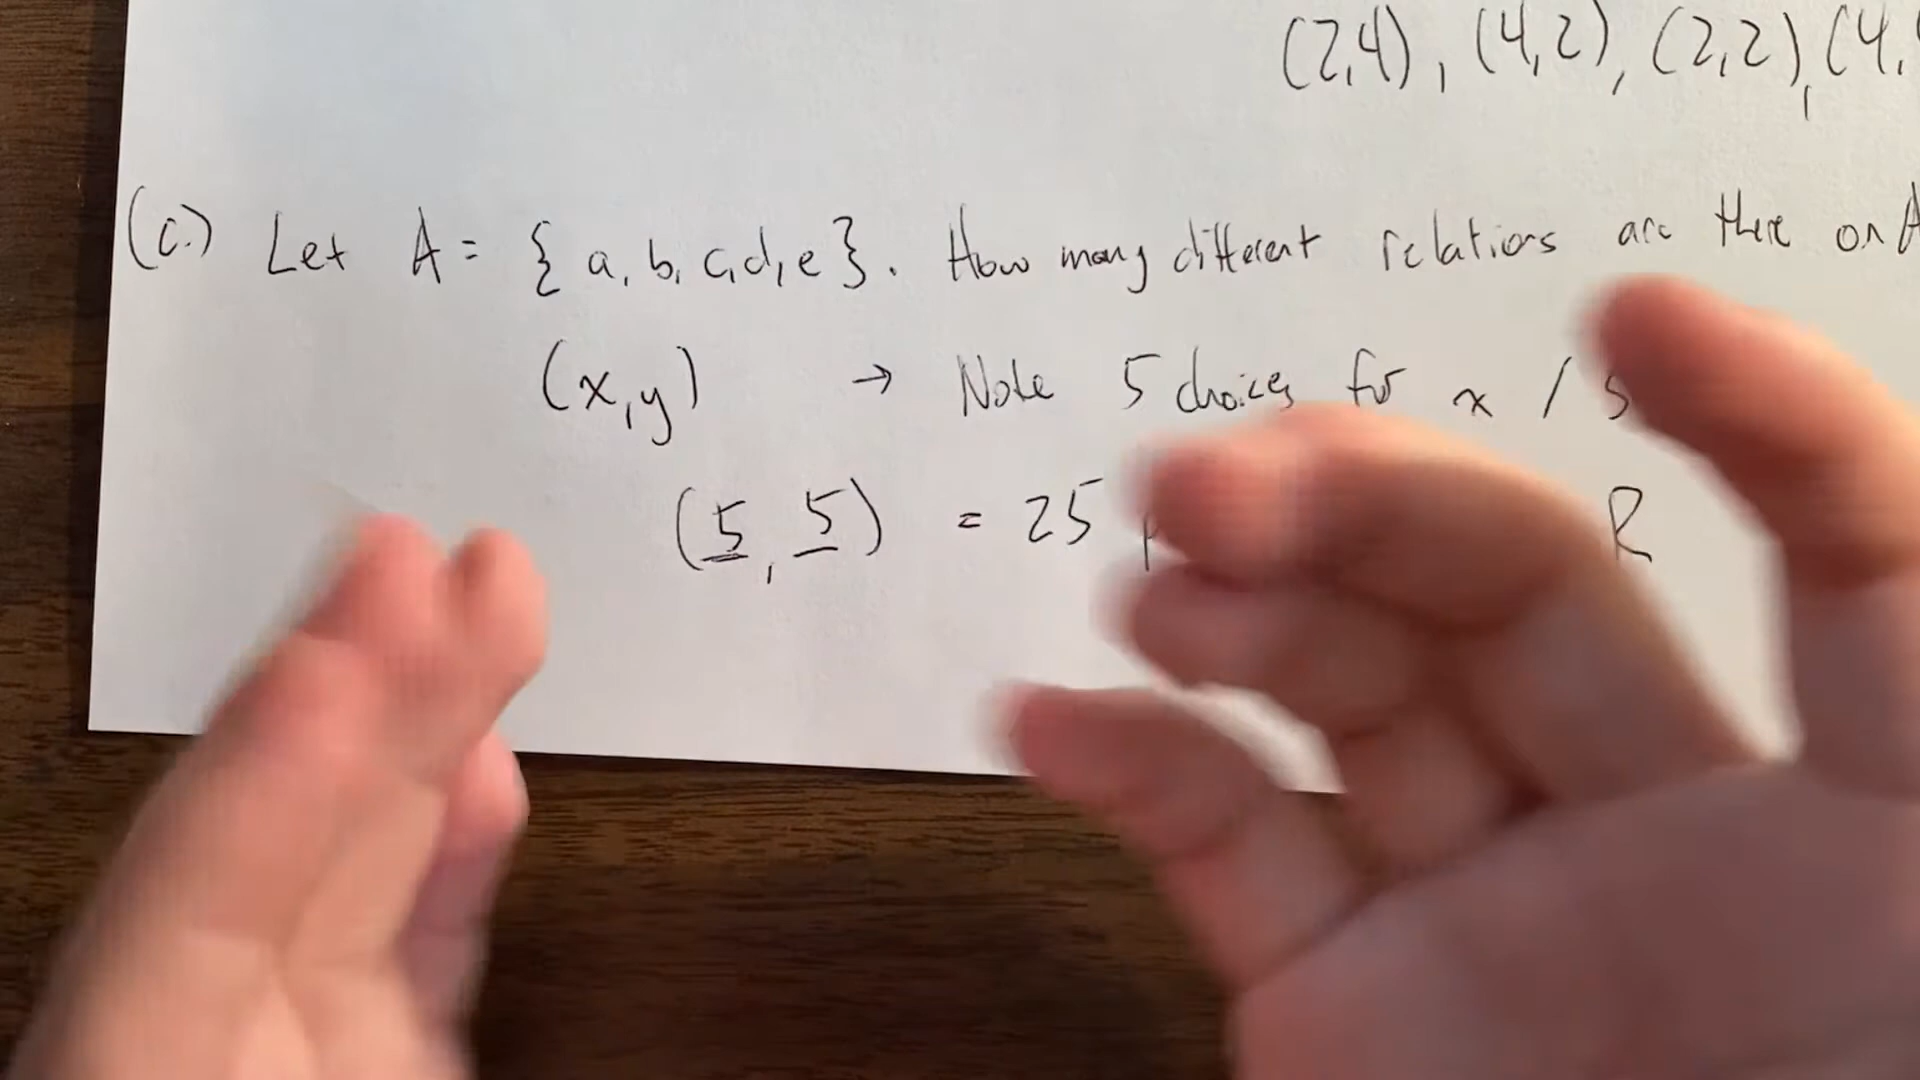 (2,4), (4,2), (2,2), (4,
(c.) Let A = {a, b, c, d, e}. How many different relations are there on A
(x,y) → Note 5 choices for x / 5
(5, 5) = 25 R